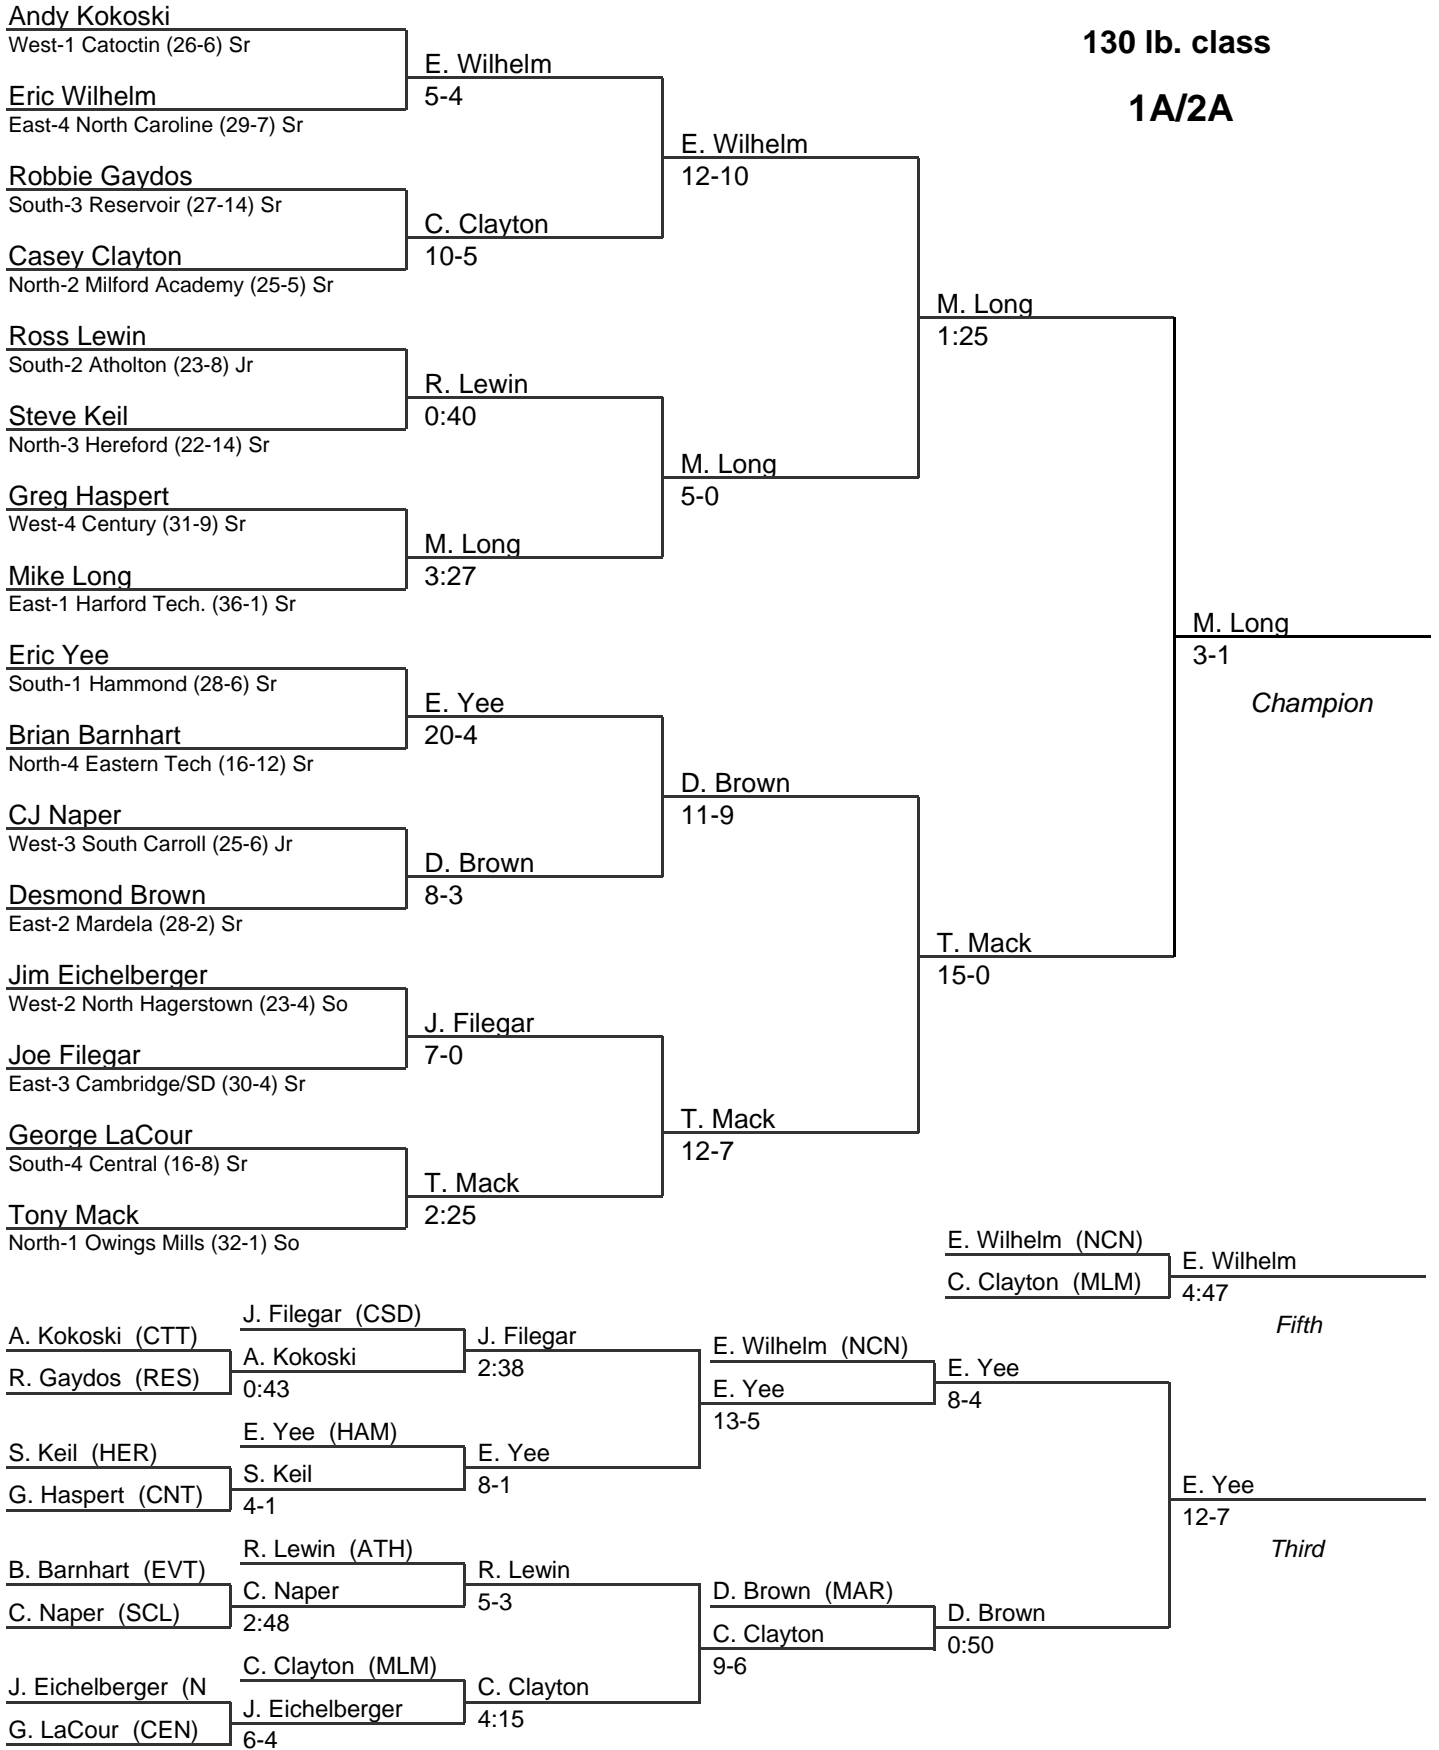 130 lb. class
1A/2A
Andy Kokoski
West-1 Catoctin (26-6) Sr
Eric Wilhelm
East-4 North Caroline (29-7) Sr
Robbie Gaydos
South-3 Reservoir (27-14) Sr
Casey Clayton
North-2 Milford Academy (25-5) Sr
Ross Lewin
South-2 Atholton (23-8) Jr
Steve Keil
North-3 Hereford (22-14) Sr
Greg Haspert
West-4 Century (31-9) Sr
Mike Long
East-1 Harford Tech. (36-1) Sr
Eric Yee
South-1 Hammond (28-6) Sr
Brian Barnhart
North-4 Eastern Tech (16-12) Sr
CJ Naper
West-3 South Carroll (25-6) Jr
Desmond Brown
East-2 Mardela (28-2) Sr
Jim Eichelberger
West-2 North Hagerstown (23-4) So
Joe Filegar
East-3 Cambridge/SD (30-4) Sr
George LaCour
South-4 Central (16-8) Sr
Tony Mack
North-1 Owings Mills (32-1) So
E. Wilhelm
5-4
C. Clayton
10-5
R. Lewin
0:40
M. Long
3:27
E. Yee
20-4
D. Brown
8-3
J. Filegar
7-0
T. Mack
2:25
E. Wilhelm
12-10
M. Long
5-0
D. Brown
11-9
T. Mack
12-7
M. Long
1:25
T. Mack
15-0
M. Long
3-1
Champion
E. Wilhelm (NCN)
C. Clayton (MLM)
E. Wilhelm
4:47
Fifth
A. Kokoski (CTT)
R. Gaydos (RES)
S. Keil (HER)
G. Haspert (CNT)
B. Barnhart (EVT)
C. Naper (SCL)
J. Eichelberger (N
G. LaCour (CEN)
J. Filegar (CSD)
A. Kokoski
0:43
E. Yee (HAM)
S. Keil
4-1
R. Lewin (ATH)
C. Naper
2:48
C. Clayton (MLM)
J. Eichelberger
6-4
J. Filegar
2:38
E. Yee
8-1
R. Lewin
5-3
C. Clayton
4:15
E. Wilhelm (NCN)
E. Yee
13-5
D. Brown (MAR)
C. Clayton
9-6
E. Yee
8-4
D. Brown
0:50
E. Yee
12-7
Third